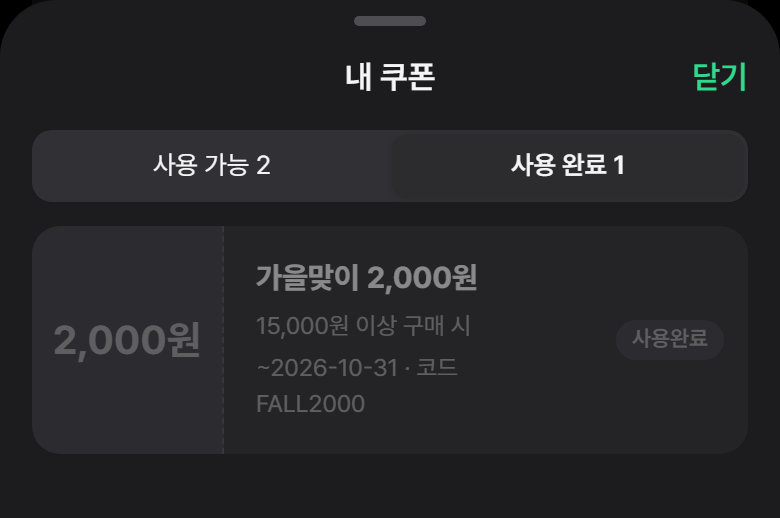 내 쿠폰
닫기
사용 가능 2
사용 완료 1
2,000원
가을맞이 2,000원
15,000원 이상 구매 시
~2026-10-31 · 코드
FALL2000
사용완료